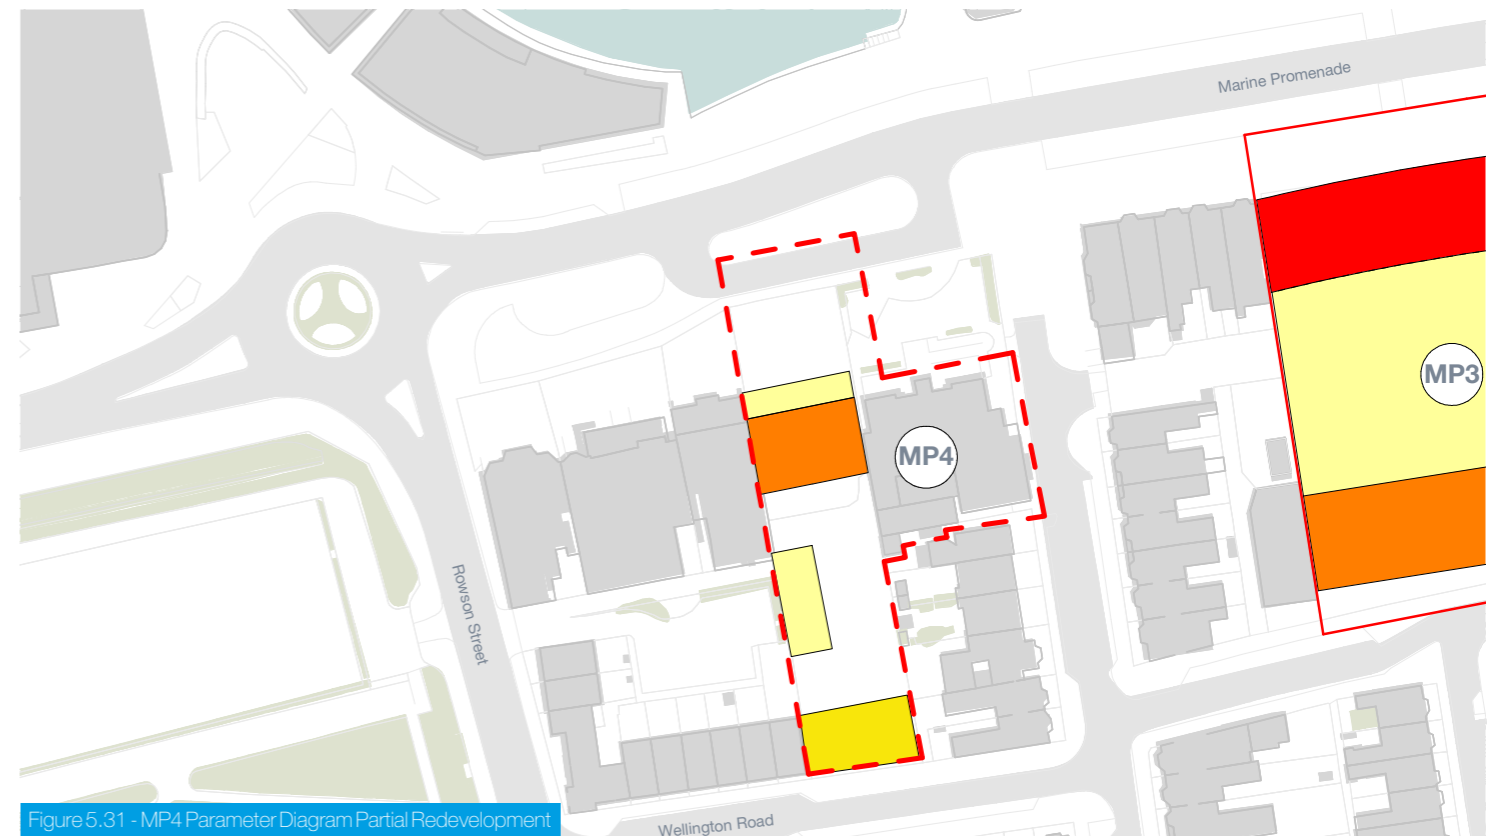 Marine Promenade
MP3
MP4
Rowson Street
Wellington Road
Figure 5.31 - MP4 Parameter Diagram Partial Redevelopment